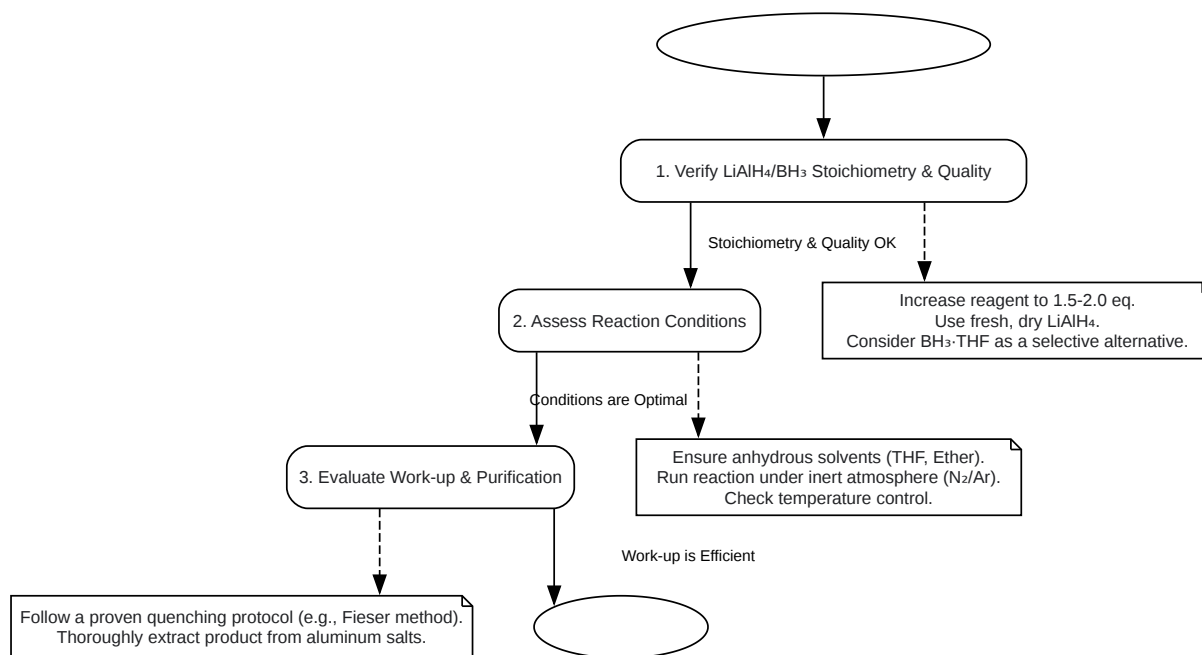 1. Verify LiAlH₄/BH₃ Stoichiometry & Quality
Stoichiometry & Quality OK
Increase reagent to 1.5-2.0 eq.
Use fresh, dry LiAlH₄.
Consider BH₃·THF as a selective alternative.
2. Assess Reaction Conditions
Conditions are Optimal
Ensure anhydrous solvents (THF, Ether).
Run reaction under inert atmosphere (N₂/Ar).
Check temperature control.
3. Evaluate Work-up & Purification
Work-up is Efficient
Follow a proven quenching protocol (e.g., Fieser method).
Thoroughly extract product from aluminum salts.